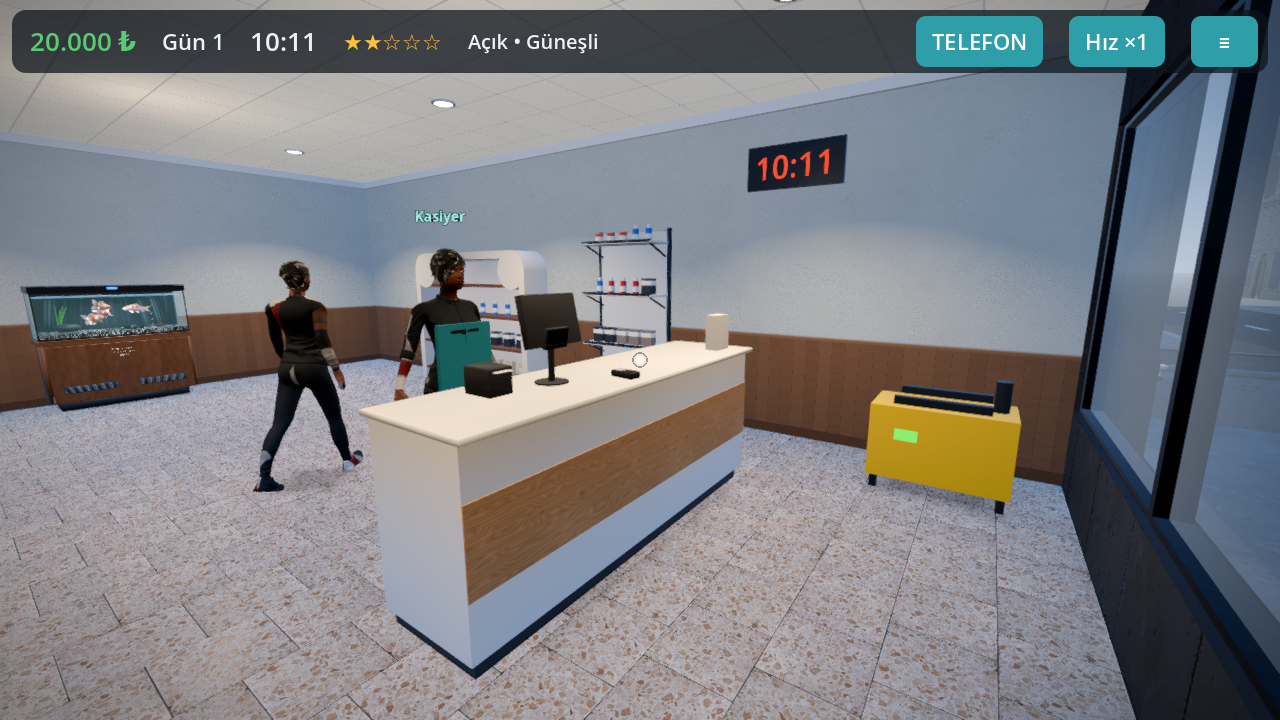 20.000 ₺ Gün 1 10:11 ★★☆☆☆ Açık • Güneşli TELEFON Hız ×1 ≡
10:11
Kasiyer